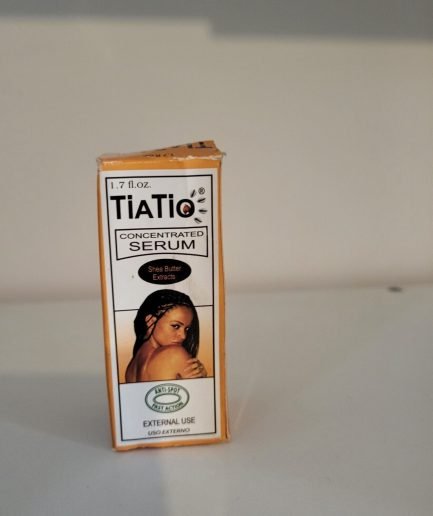 1.7 fl.oz.
TiATiO®
CONCENTRATED
SERUM
Shea Butter
Extracts
ANTI-SPOT
FAST ACTION
EXTERNAL USE
USO EXTERNO